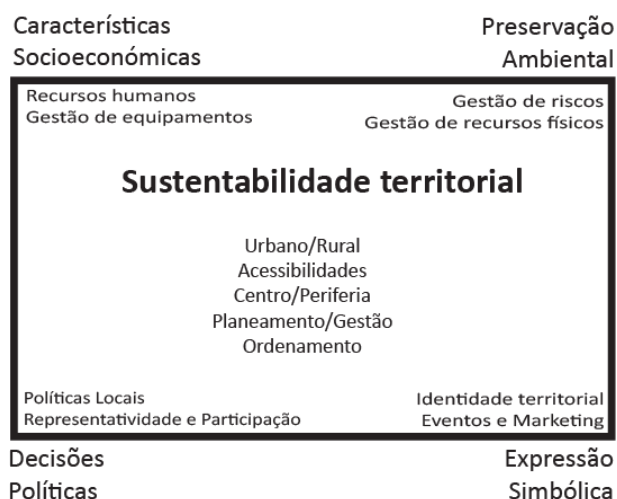 Características
Socioeconómicas
Preservação
Ambiental
Recursos humanos
Gestão de equipamentos
Gestão de riscos
Gestão de recursos físicos
Sustentabilidade territorial
Urbano/Rural
Acessibilidades
Centro/Periferia
Planeamento/Gestão
Ordenamento
Políticas Locais
Representatividade e Participação
Identidade territorial
Eventos e Marketing
Decisões
Políticas
Expressão
Simbólica